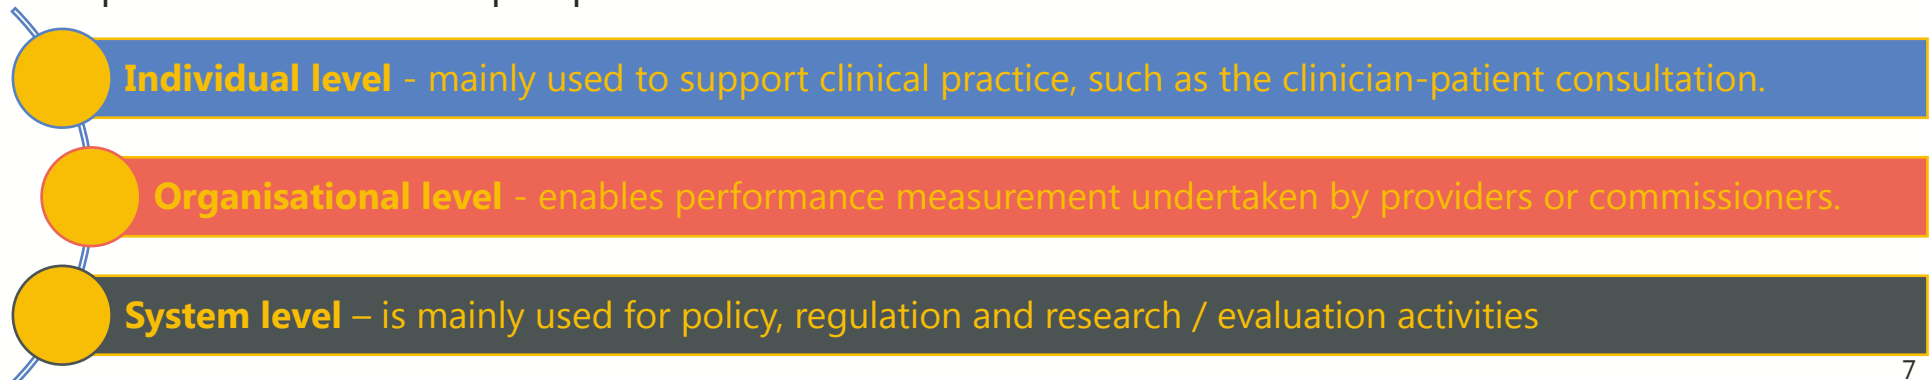 Individual level - mainly used to support clinical practice, such as the clinician-patient consultation.
Organisational level - enables performance measurement undertaken by providers or commissioners.
System level – is mainly used for policy, regulation and research / evaluation activities
7